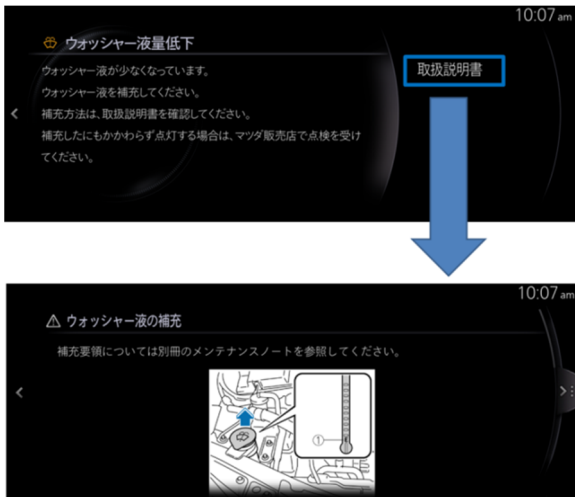 10:07 am
ウォッシャー液量低下
ウォッシャー液が少なくなっています。
取扱説明書
ウォッシャー液を補充してください。
補充方法は、取扱説明書を確認してください。
補充したにもかかわらず点灯する場合は、マツダ販売店で点検を受け
てください。
10:07 am
ウォッシャー液の補充
補充要領については別冊のメンテナンスノートを参照してください。
①